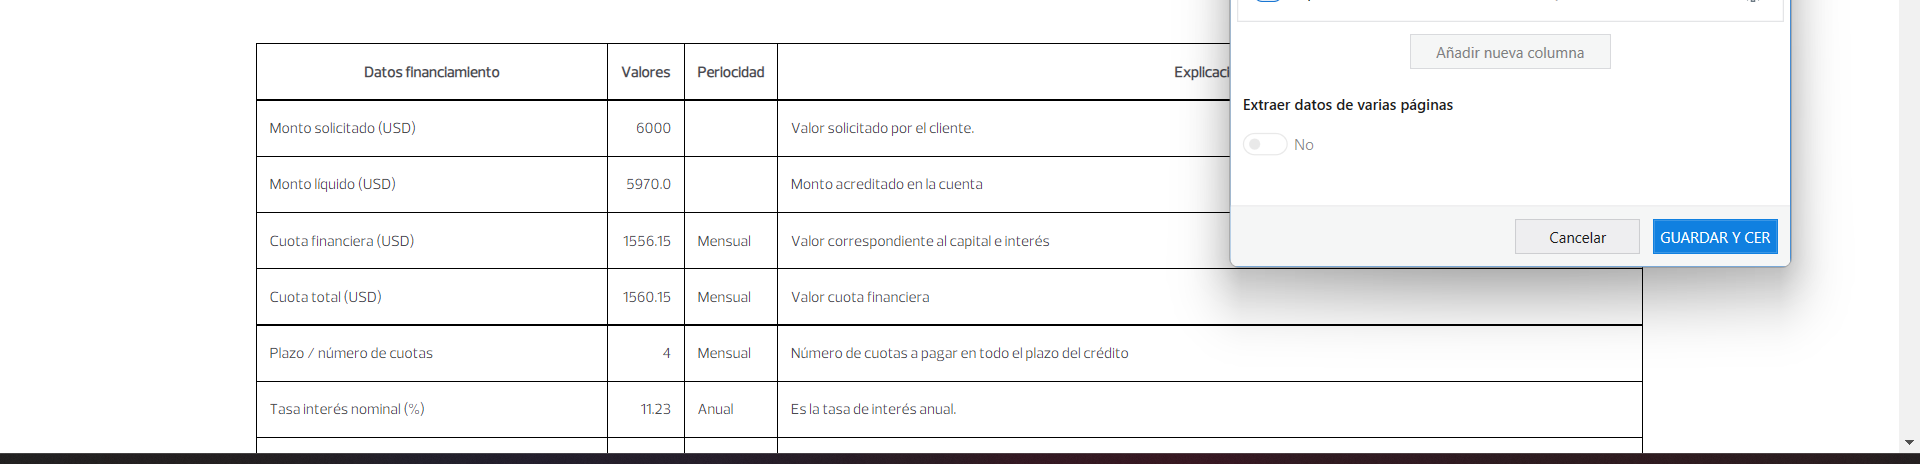 Datos financiamiento Valores Periocidad
Monto solicitado (USD) 6000 Valor solicitado por el cliente.
Monto líquido (USD) 5970.0 Monto acreditado en la cuenta
Cuota financiera (USD) 1556.15 Mensual Valor correspondiente al capital e interés
Cuota total (USD) 1560.15 Mensual Valor cuota financiera
Plazo / número de cuotas 4 Mensual Número de cuotas a pagar en todo el plazo del crédito
Tasa interés nominal (%) 11.23 Anual Es la tasa de interés anual.
Añadir nueva columna
Extraer datos de varias páginas
No
Cancelar GUARDAR Y CER